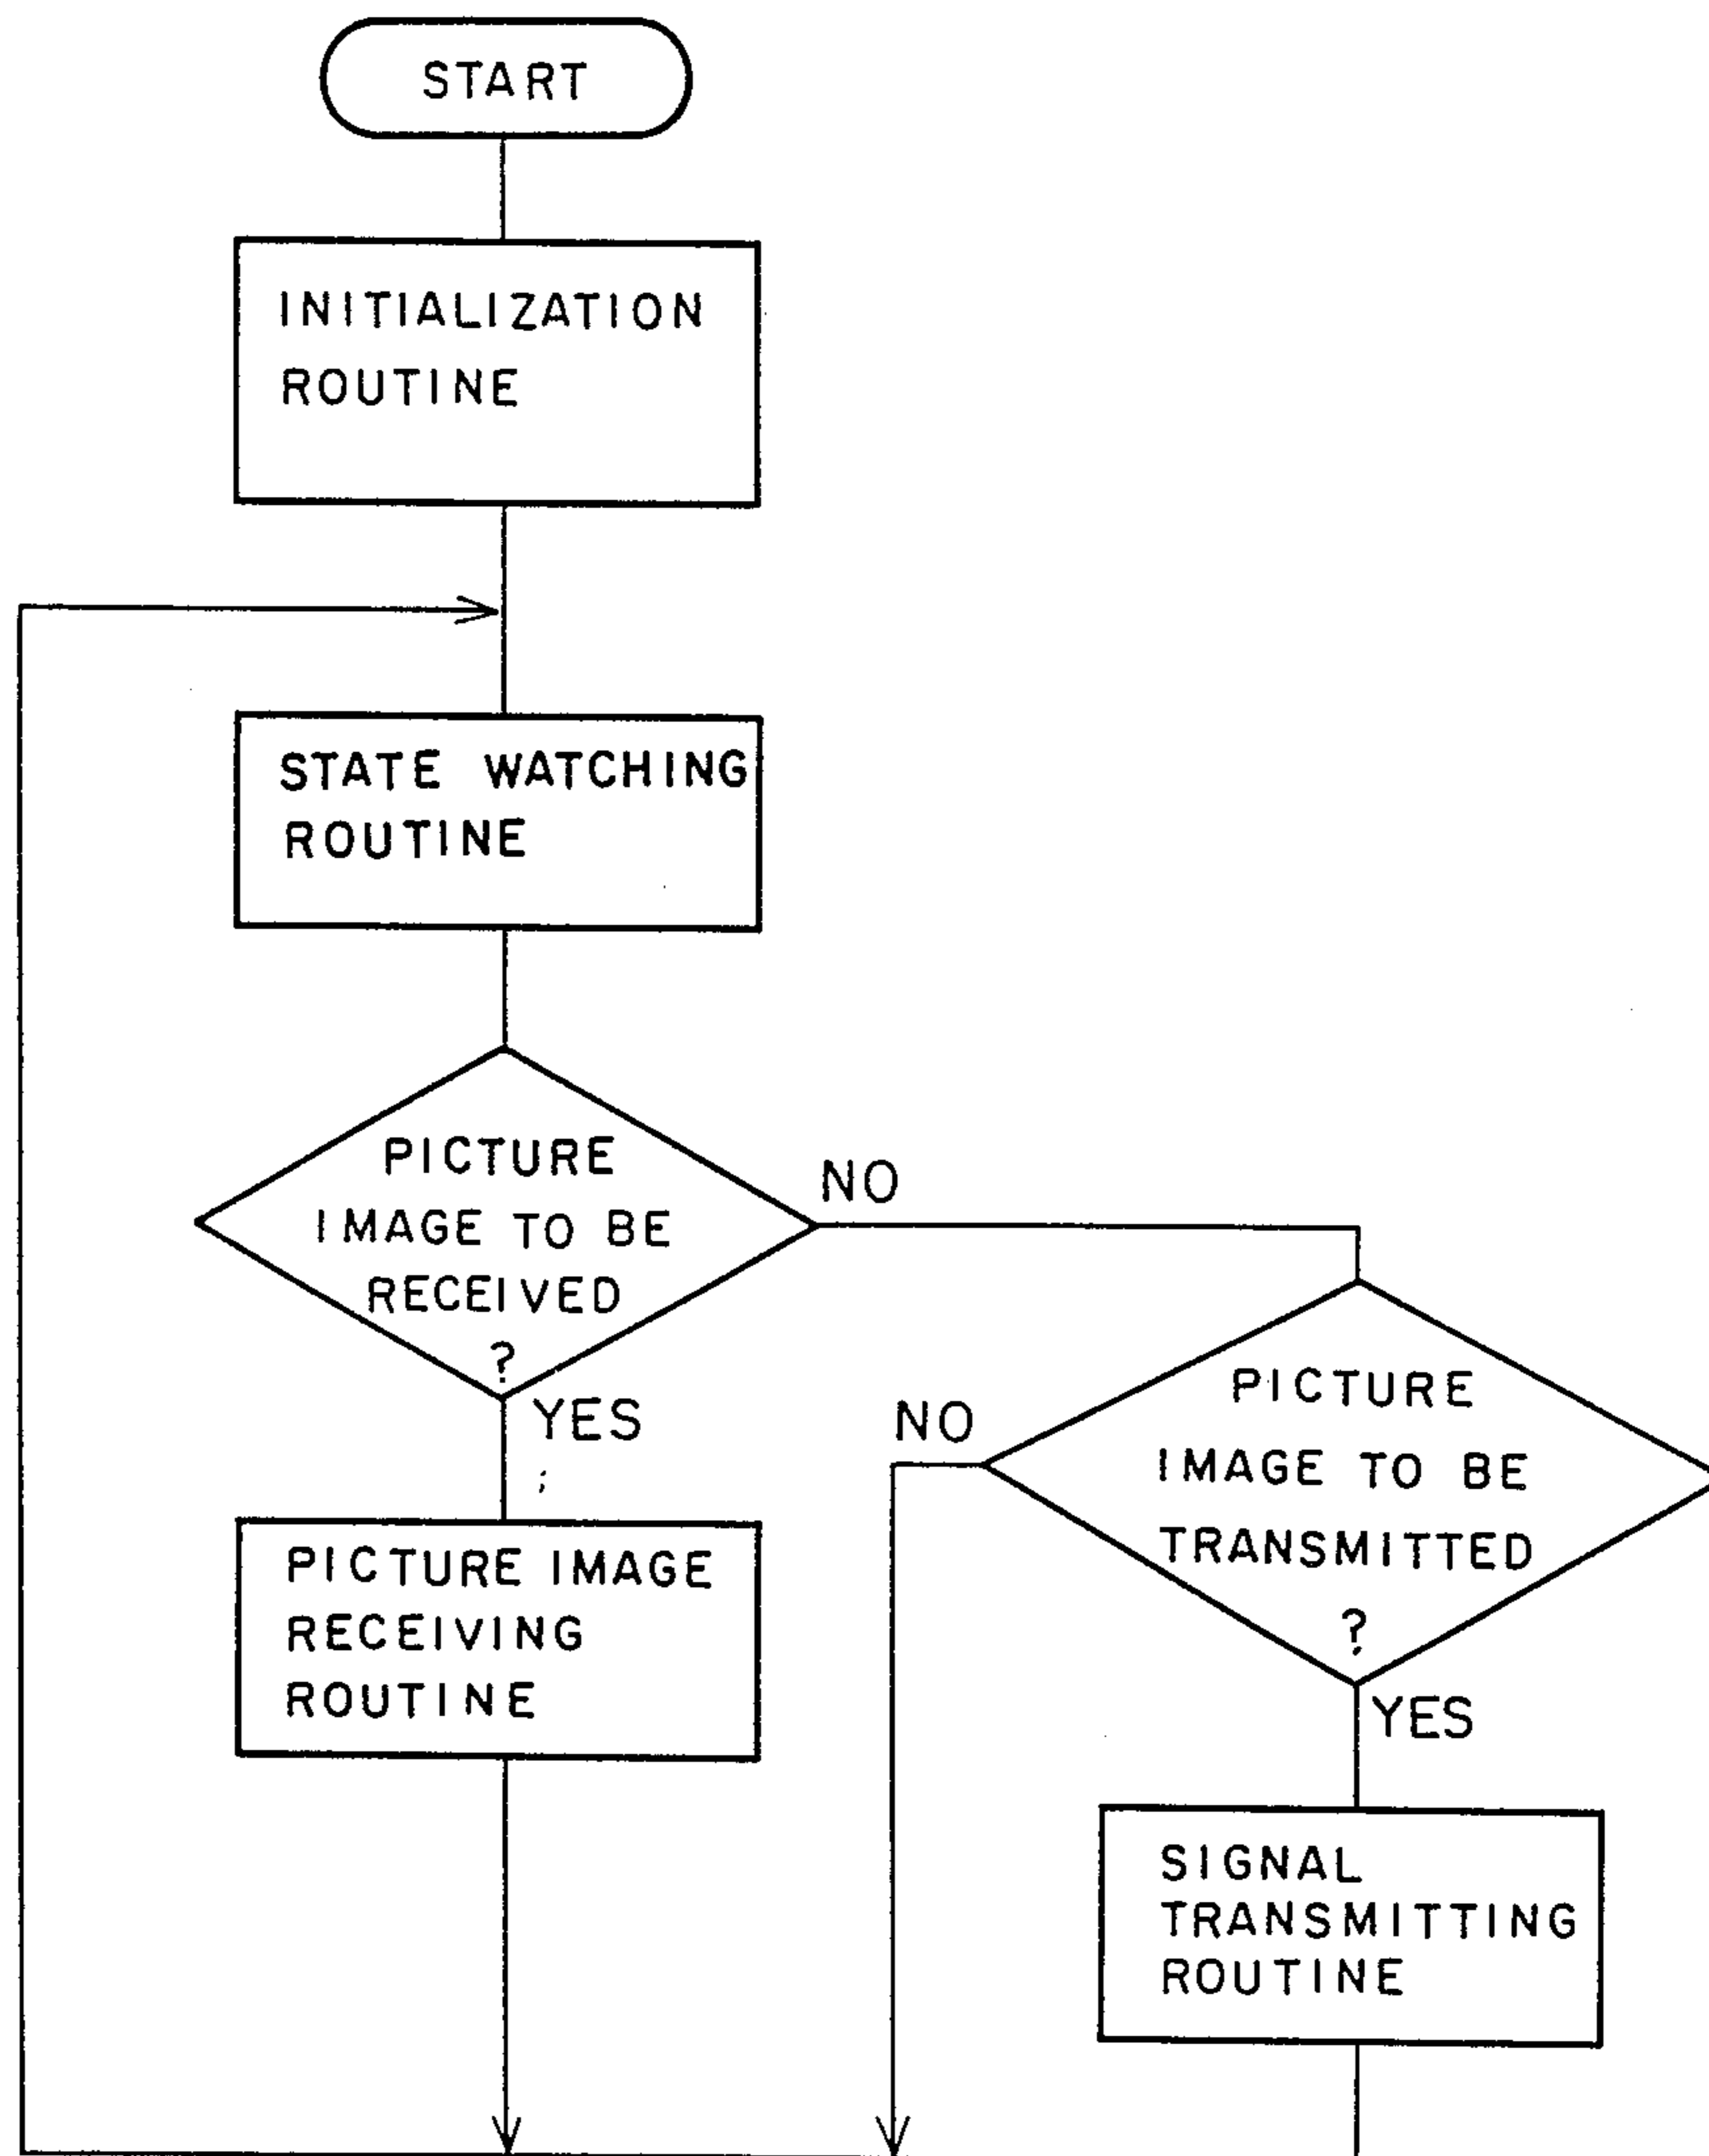 START
INITIALIZATION
ROUTINE
STATE WATCHING
ROUTINE
PICTURE
IMAGE TO BE
RECEIVED
?
NO
YES
PICTURE IMAGE
RECEIVING
ROUTINE
NO
PICTURE
IMAGE TO BE
TRANSMITTED
?
YES
SIGNAL
TRANSMITTING
ROUTINE